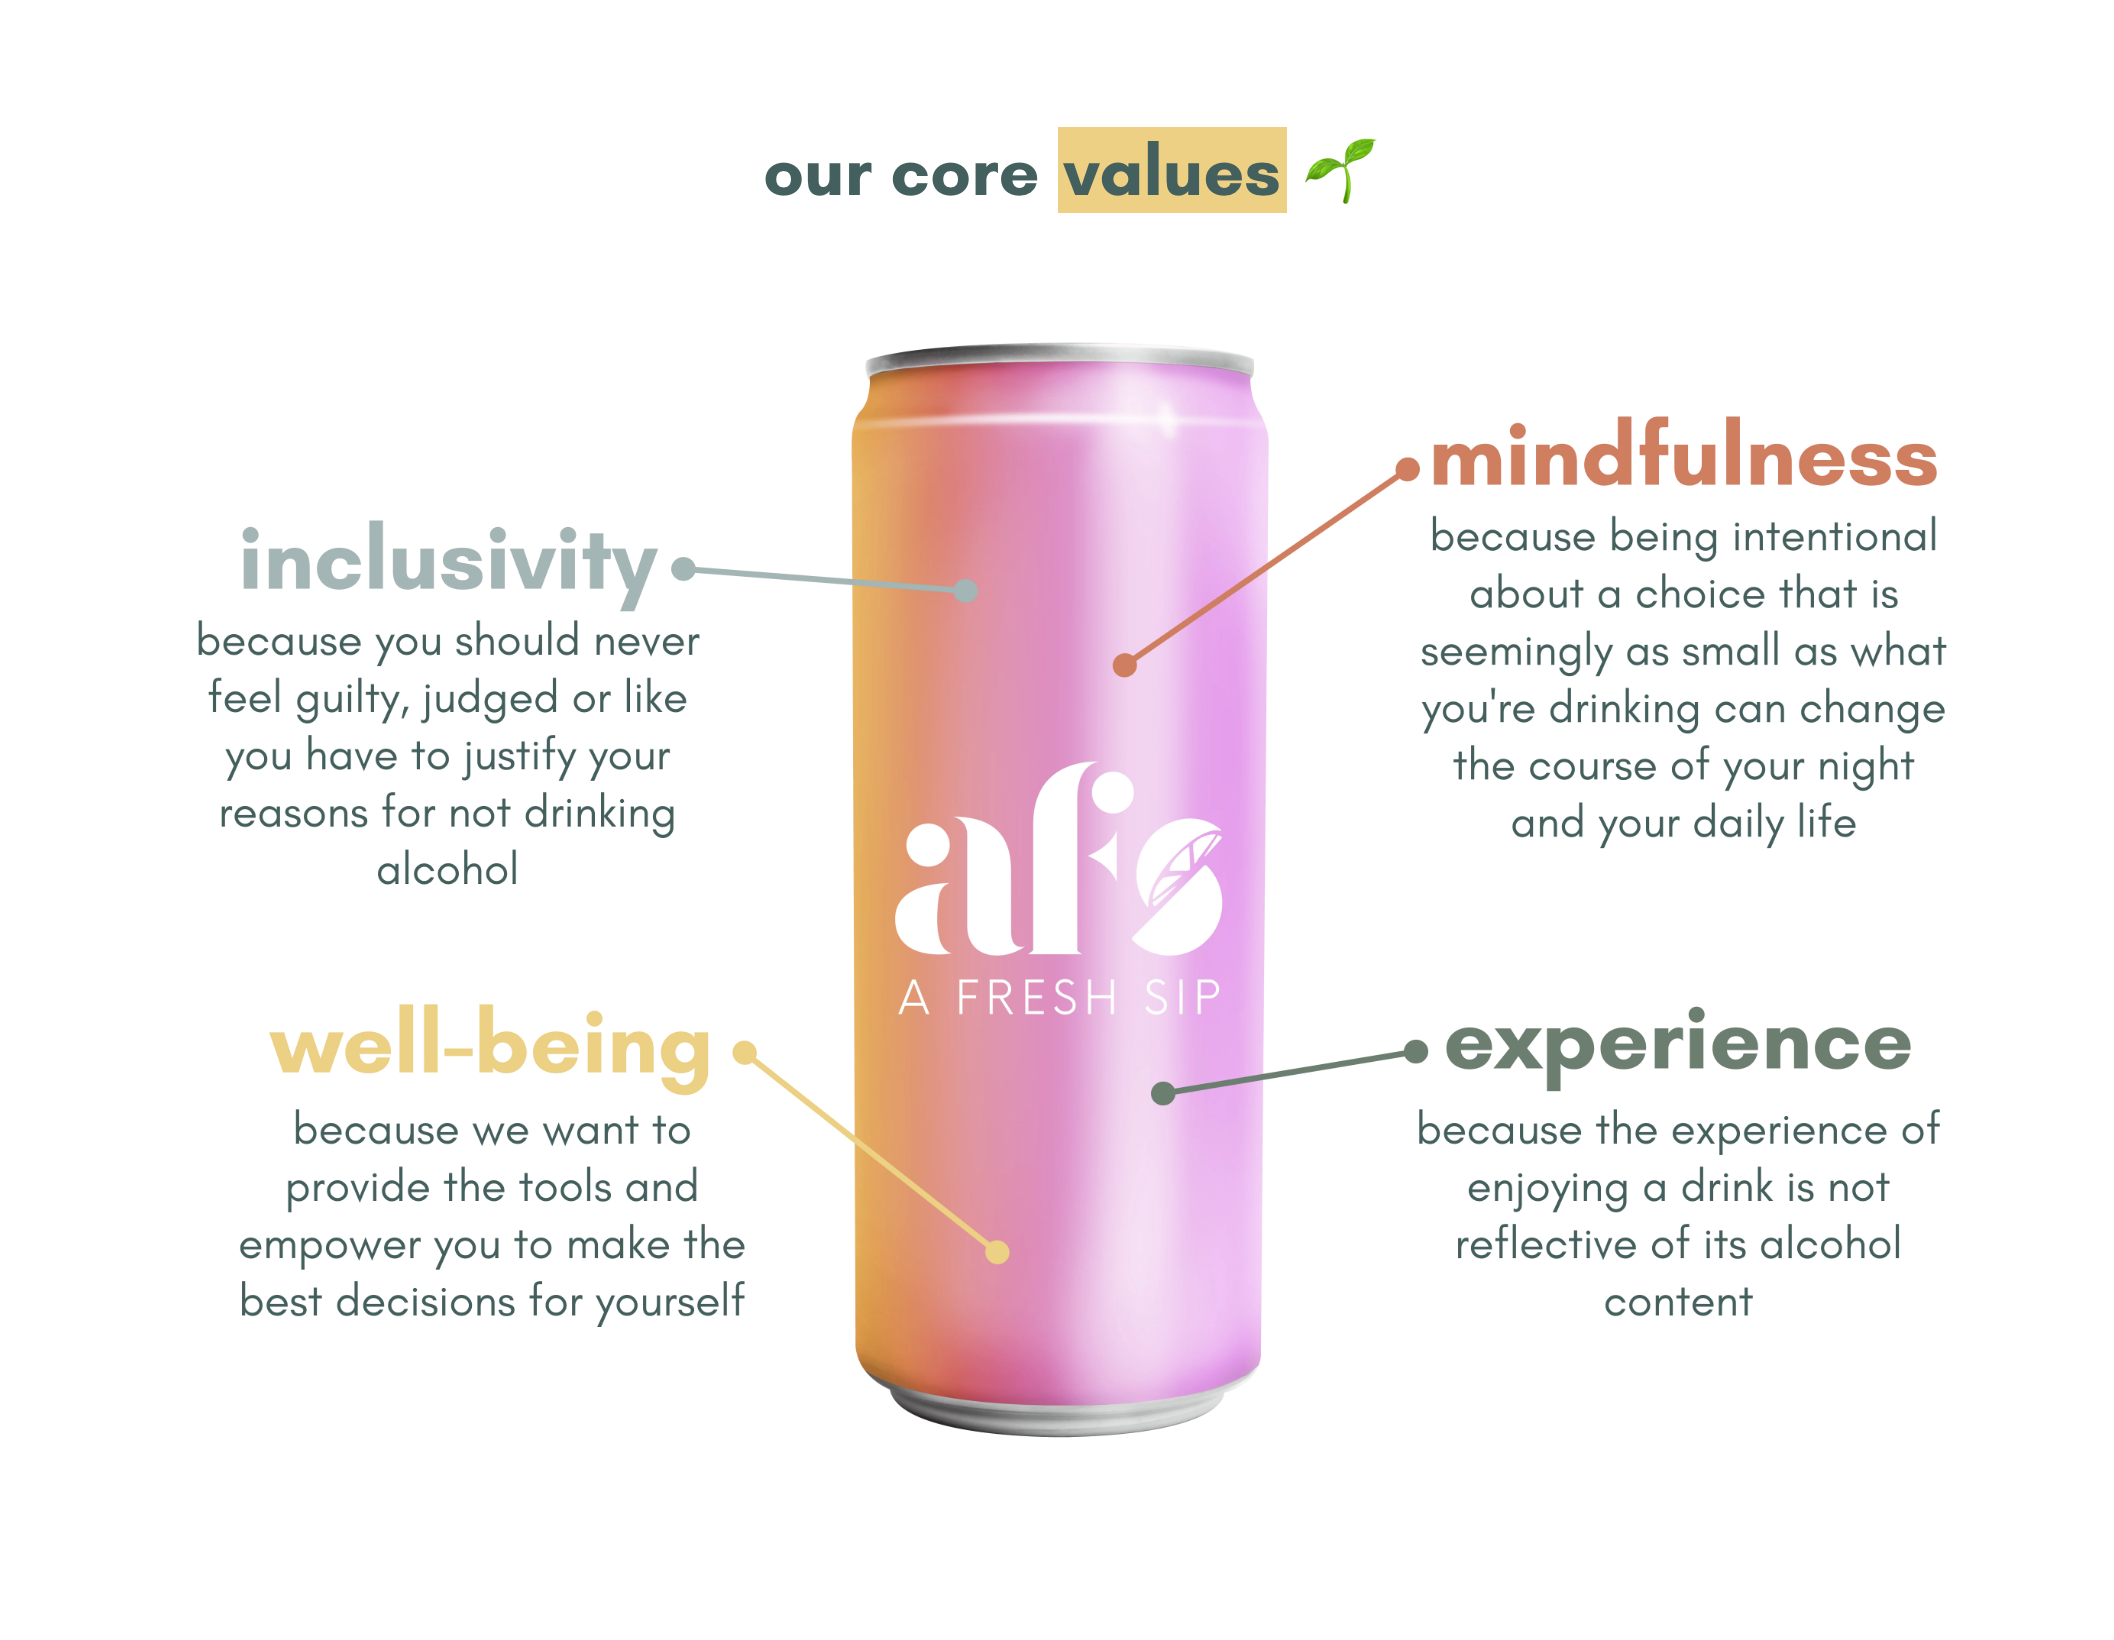 our core values
inclusivity
because you should never
feel guilty, judged or like
you have to justify your
reasons for not drinking
alcohol
well-being
because we want to
provide the tools and
empower you to make the
best decisions for yourself
afs
A FRESH SIP
mindfulness
because being intentional
about a choice that is
seemingly as small as what
you're drinking can change
the course of your night
and your daily life
experience
because the experience of
enjoying a drink is not
reflective of its alcohol
content